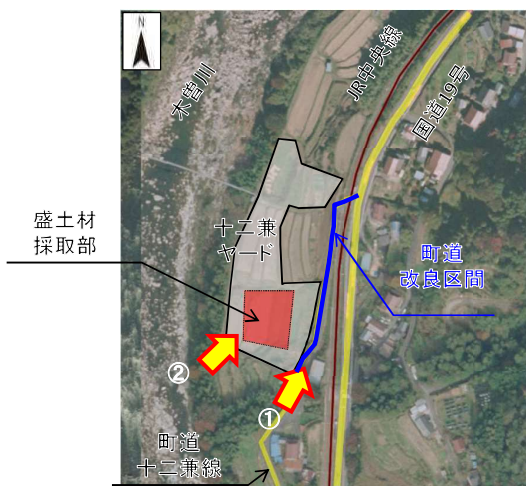 N
木曽川
JR中央線
国道19号
盛土材
採取部
十二兼
ヤード
町道
改良区間
②
①
町道
十二兼線